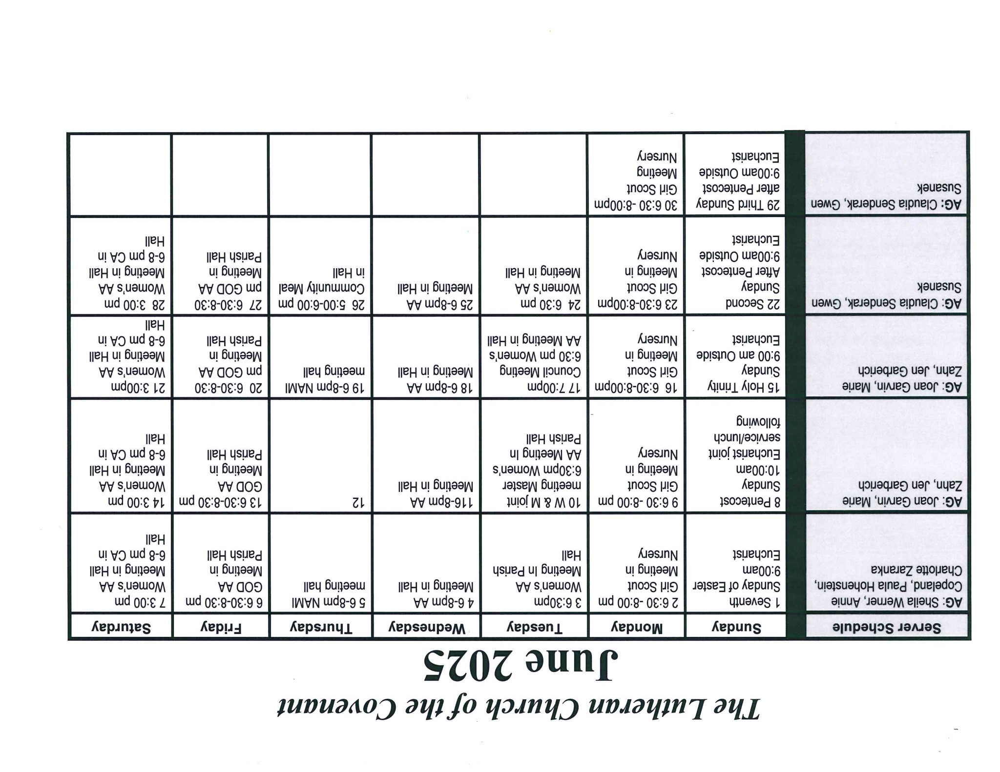 The Lutheran Church of the Covenant
June 2025
Server Schedule
Sunday
Monday
Tuesday
Wednesday
Thursday
Friday
Saturday
AG: Sheila Werner, Annie
Copeland, Paula Hohenstein,
Charlotte Zaranka
1 Seventh
Sunday of Easter
9:00am
Eucharist
2 6:30 -8:00 pm
Girl Scout
Meeting in
Nursery
3 6:30pm
Women's AA
Meeting In Parish
Hall
4 6-8pm AA
Meeting in Hall
5 6-8pm NAMI
meeting hall
6 6:30-8:30 pm
GOD AA
Meeting in
Parish Hall
7 3:00 pm
Women's AA
Meeting in Hall
6-8 pm CA in
Hall
AG: Joan Garvin, Marie
Zahn, Jen Garberich
8 Pentecost
Sunday
10:00am
Eucharist joint
service/lunch
following
9 6:30 -8:00 pm
Girl Scout
Meeting in
Nursery
10 W & M joint
meeting Master
6:30pm Women's
AA Meeting In
Parish Hall
116-8pm AA
Meeting in Hall
12
13 6:30-8:30 pm
GOD AA
Meeting in
Parish Hall
14 3:00 pm
Women's AA
Meeting in Hall
6-8 pm CA in
Hall
AG: Joan Garvin, Marie
Zahn, Jen Garberich
15 Holy Trinity
Sunday
9:00 am Outside
Eucharist
16 6:30-8:00pm
Girl Scout
Meeting in
Nursery
17 7:00pm
Council Meeting
6:30 pm Women's
AA Meeting in Hall
18 6-8pm AA
Meeting in Hall
19 6-8pm NAMI
meeting hall
20 6:30-8:30
pm GOD AA
Meeting in
Parish Hall
21 3:00pm
Women's AA
Meeting in Hall
6-8 pm CA in
Hall
AG: Claudia Senderak, Gwen
Susanek
22 Second
Sunday
After Pentecost
9:00am Outside
Eucharist
23 6:30-8:00pm
Girl Scout
Meeting in
Nursery
24 6:30 pm
Women's AA
Meeting in Hall
25 6-8pm AA
Meeting in Hall
26 5:00-6:00 pm
Community Meal
in Hall
27 6:30-8:30
pm GOD AA
Meeting in
Parish Hall
28 3:00 pm
Women's AA
Meeting in Hall
6-8 pm CA in
Hall
AG: Claudia Senderak, Gwen
Susanek
29 Third Sunday
after Pentecost
9:00am Outside
Eucharist
30 6:30 -8:00pm
Girl Scout
Meeting
Nursery